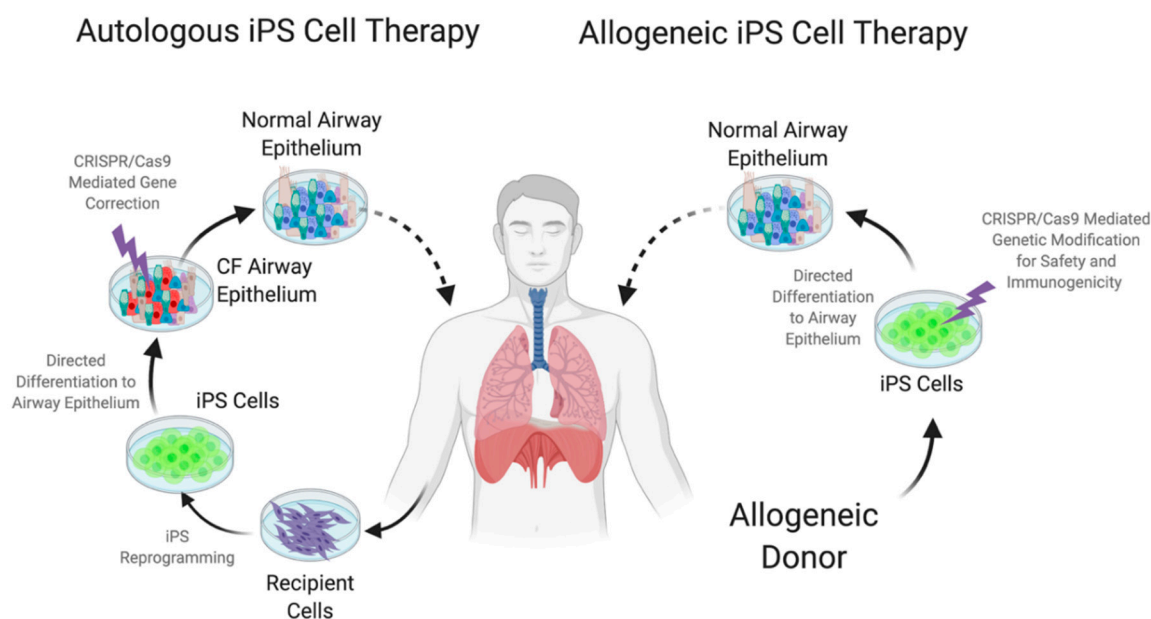 Autologous iPS Cell Therapy
Allogeneic iPS Cell Therapy
Normal Airway
Epithelium
CRISPR/Cas9
Mediated Gene
Correction
CF Airway
Epithelium
Directed
Differentiation to
Airway Epithelium
iPS Cells
iPS
Reprogramming
Recipient
Cells
Normal Airway
Epithelium
CRISPR/Cas9 Mediated
Genetic Modification
for Safety and
Immunogenicity
Directed
Differentiation
to Airway
Epithelium
iPS Cells
Allogeneic
Donor